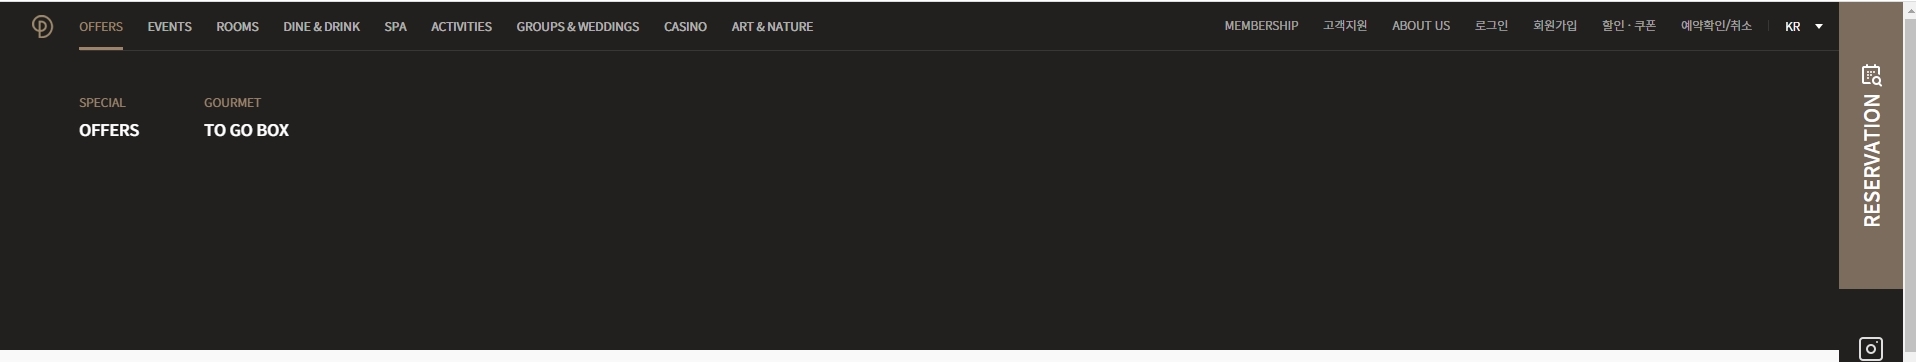 OFFERS EVENTS ROOMS DINE & DRINK SPA ACTIVITIES GROUPS & WEDDINGS CASINO ART & NATURE MEMBERSHIP 고객지원 ABOUT US 로그인 회원가입 할인 · 쿠폰 예약확인/취소 KR
SPECIAL GOURMET
OFFERS TO GO BOX
RESERVATION